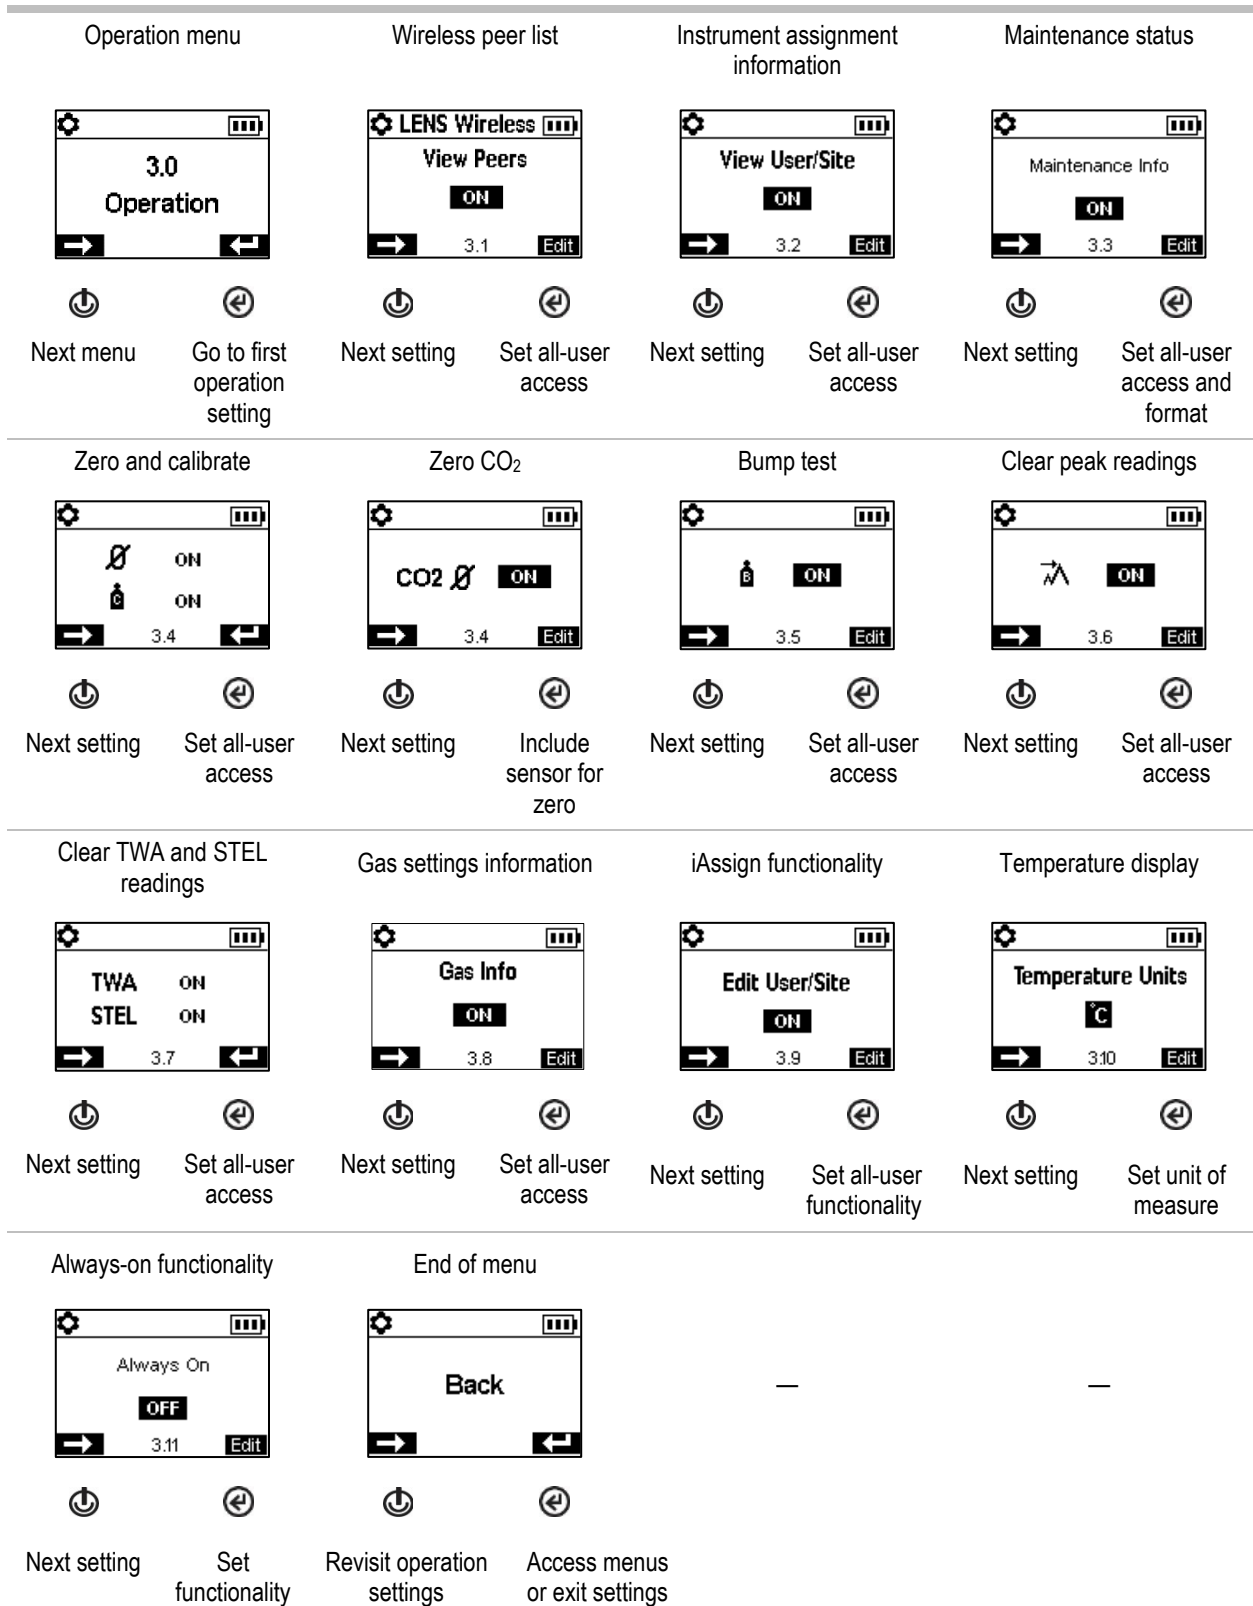 Operation menu
Wireless peer list
Instrument assignment
information
Maintenance status
3.0
Operation
LENS Wireless
View Peers
ON
3.1 Edit
View User/Site
ON
3.2 Edit
Maintenance Info
ON
3.3 Edit
Next menu
Go to first
operation
setting
Next setting
Set all-user
access
Next setting
Set all-user
access
Next setting
Set all-user
access and
format
Zero and calibrate
Zero CO₂
Bump test
Clear peak readings
ON
C ON
3.4
CO2 ON
3.4 Edit
B ON
3.5 Edit
ON
3.6 Edit
Next setting
Set all-user
access
Next setting
Include
sensor for
zero
Next setting
Set all-user
access
Next setting
Set all-user
access
Clear TWA and STEL
readings
Gas settings information
iAssign functionality
Temperature display
TWA ON
STEL ON
3.7
Gas Info
ON
3.8 Edit
Edit User/Site
ON
3.9 Edit
Temperature Units
°C
3.10 Edit
Next setting
Set all-user
access
Next setting
Set all-user
access
Next setting
Set all-user
functionality
Next setting
Set unit of
measure
Always-on functionality
End of menu
Always On
OFF
3.11 Edit
Back
—
—
Next setting
Set
functionality
Revisit operation
settings
Access menus
or exit settings